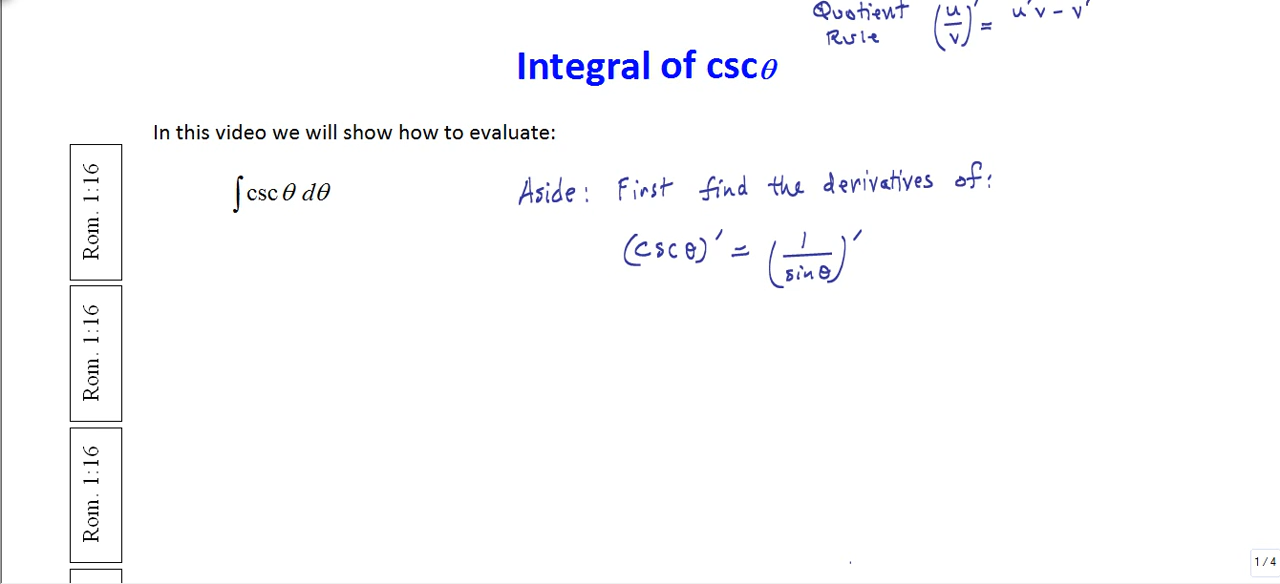 Quotient (u/v)' = u'v - v'
Rule
Integral of cscθ
In this video we will show how to evaluate:
∫cscθ dθ
Aside: First find the derivatives of:
(cscθ)' = (1/sinθ)'
Rom. 1:16
Rom. 1:16
Rom. 1:16
1/4